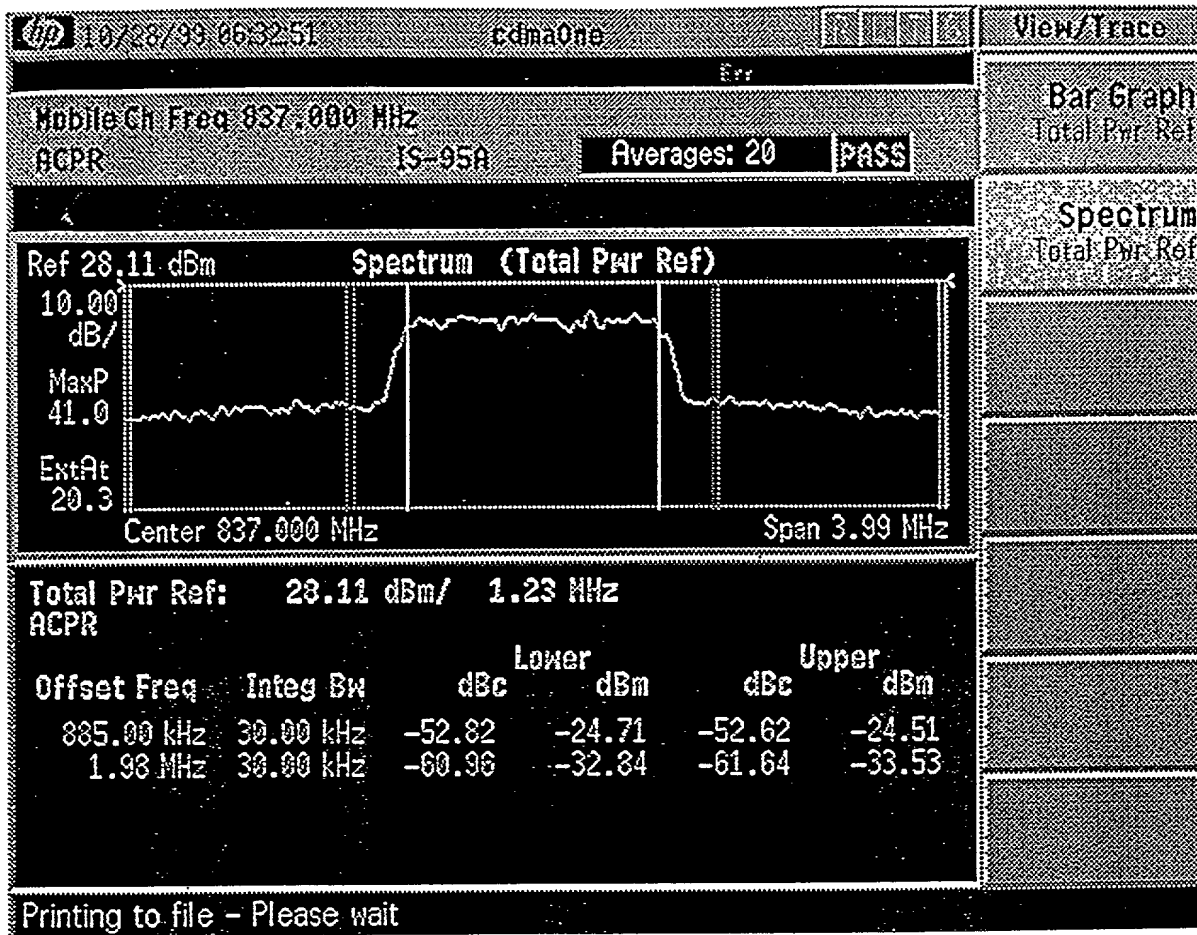 hp 10/28/99 06:32:51 cdmaOne View/Trace
Err
Mobile Ch Freq 837.000 MHz
ACPR IS-95A Averages: 20 PASS
Bar Graph
Total Pwr Ref
Spectrum
Total Pwr Ref
Ref 28.11 dBm Spectrum (Total Pwr Ref)
10.00
dB/
MaxP
41.0
ExtAt
20.3
Center 837.000 MHz Span 3.99 MHz
Total Pwr Ref: 28.11 dBm/ 1.23 MHz
ACPR
Lower Upper
Offset Freq Integ Bw dBc dBm dBc dBm
885.00 kHz 30.00 kHz -52.82 -24.71 -52.62 -24.51
1.98 MHz 30.00 kHz -60.96 -32.84 -61.64 -33.53
Printing to file - Please wait